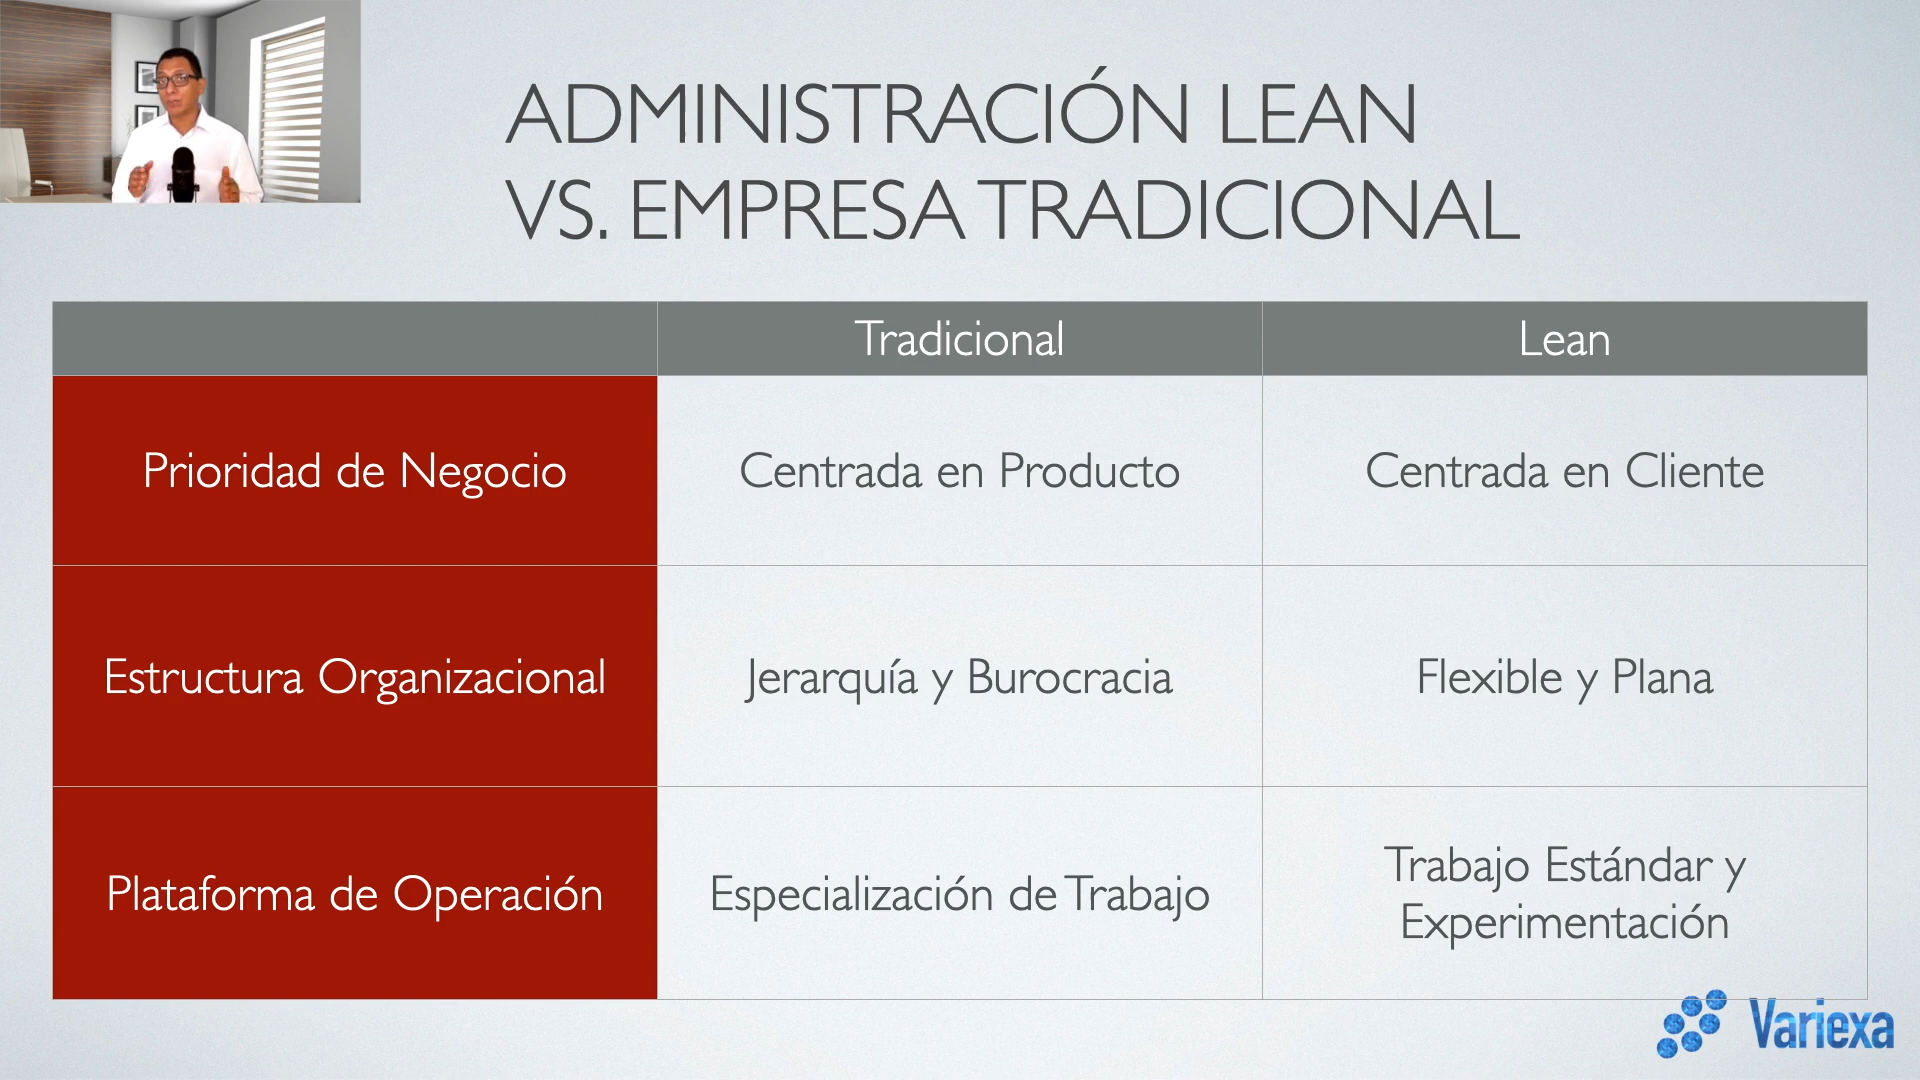 ADMINISTRACIÓN LEAN
VS. EMPRESA TRADICIONAL
Tradicional
Lean
Prioridad de Negocio
Centrada en Producto
Centrada en Cliente
Estructura Organizacional
Jerarquía y Burocracia
Flexible y Plana
Plataforma de Operación
Especialización de Trabajo
Trabajo Estándar y
Experimentación
Variexa